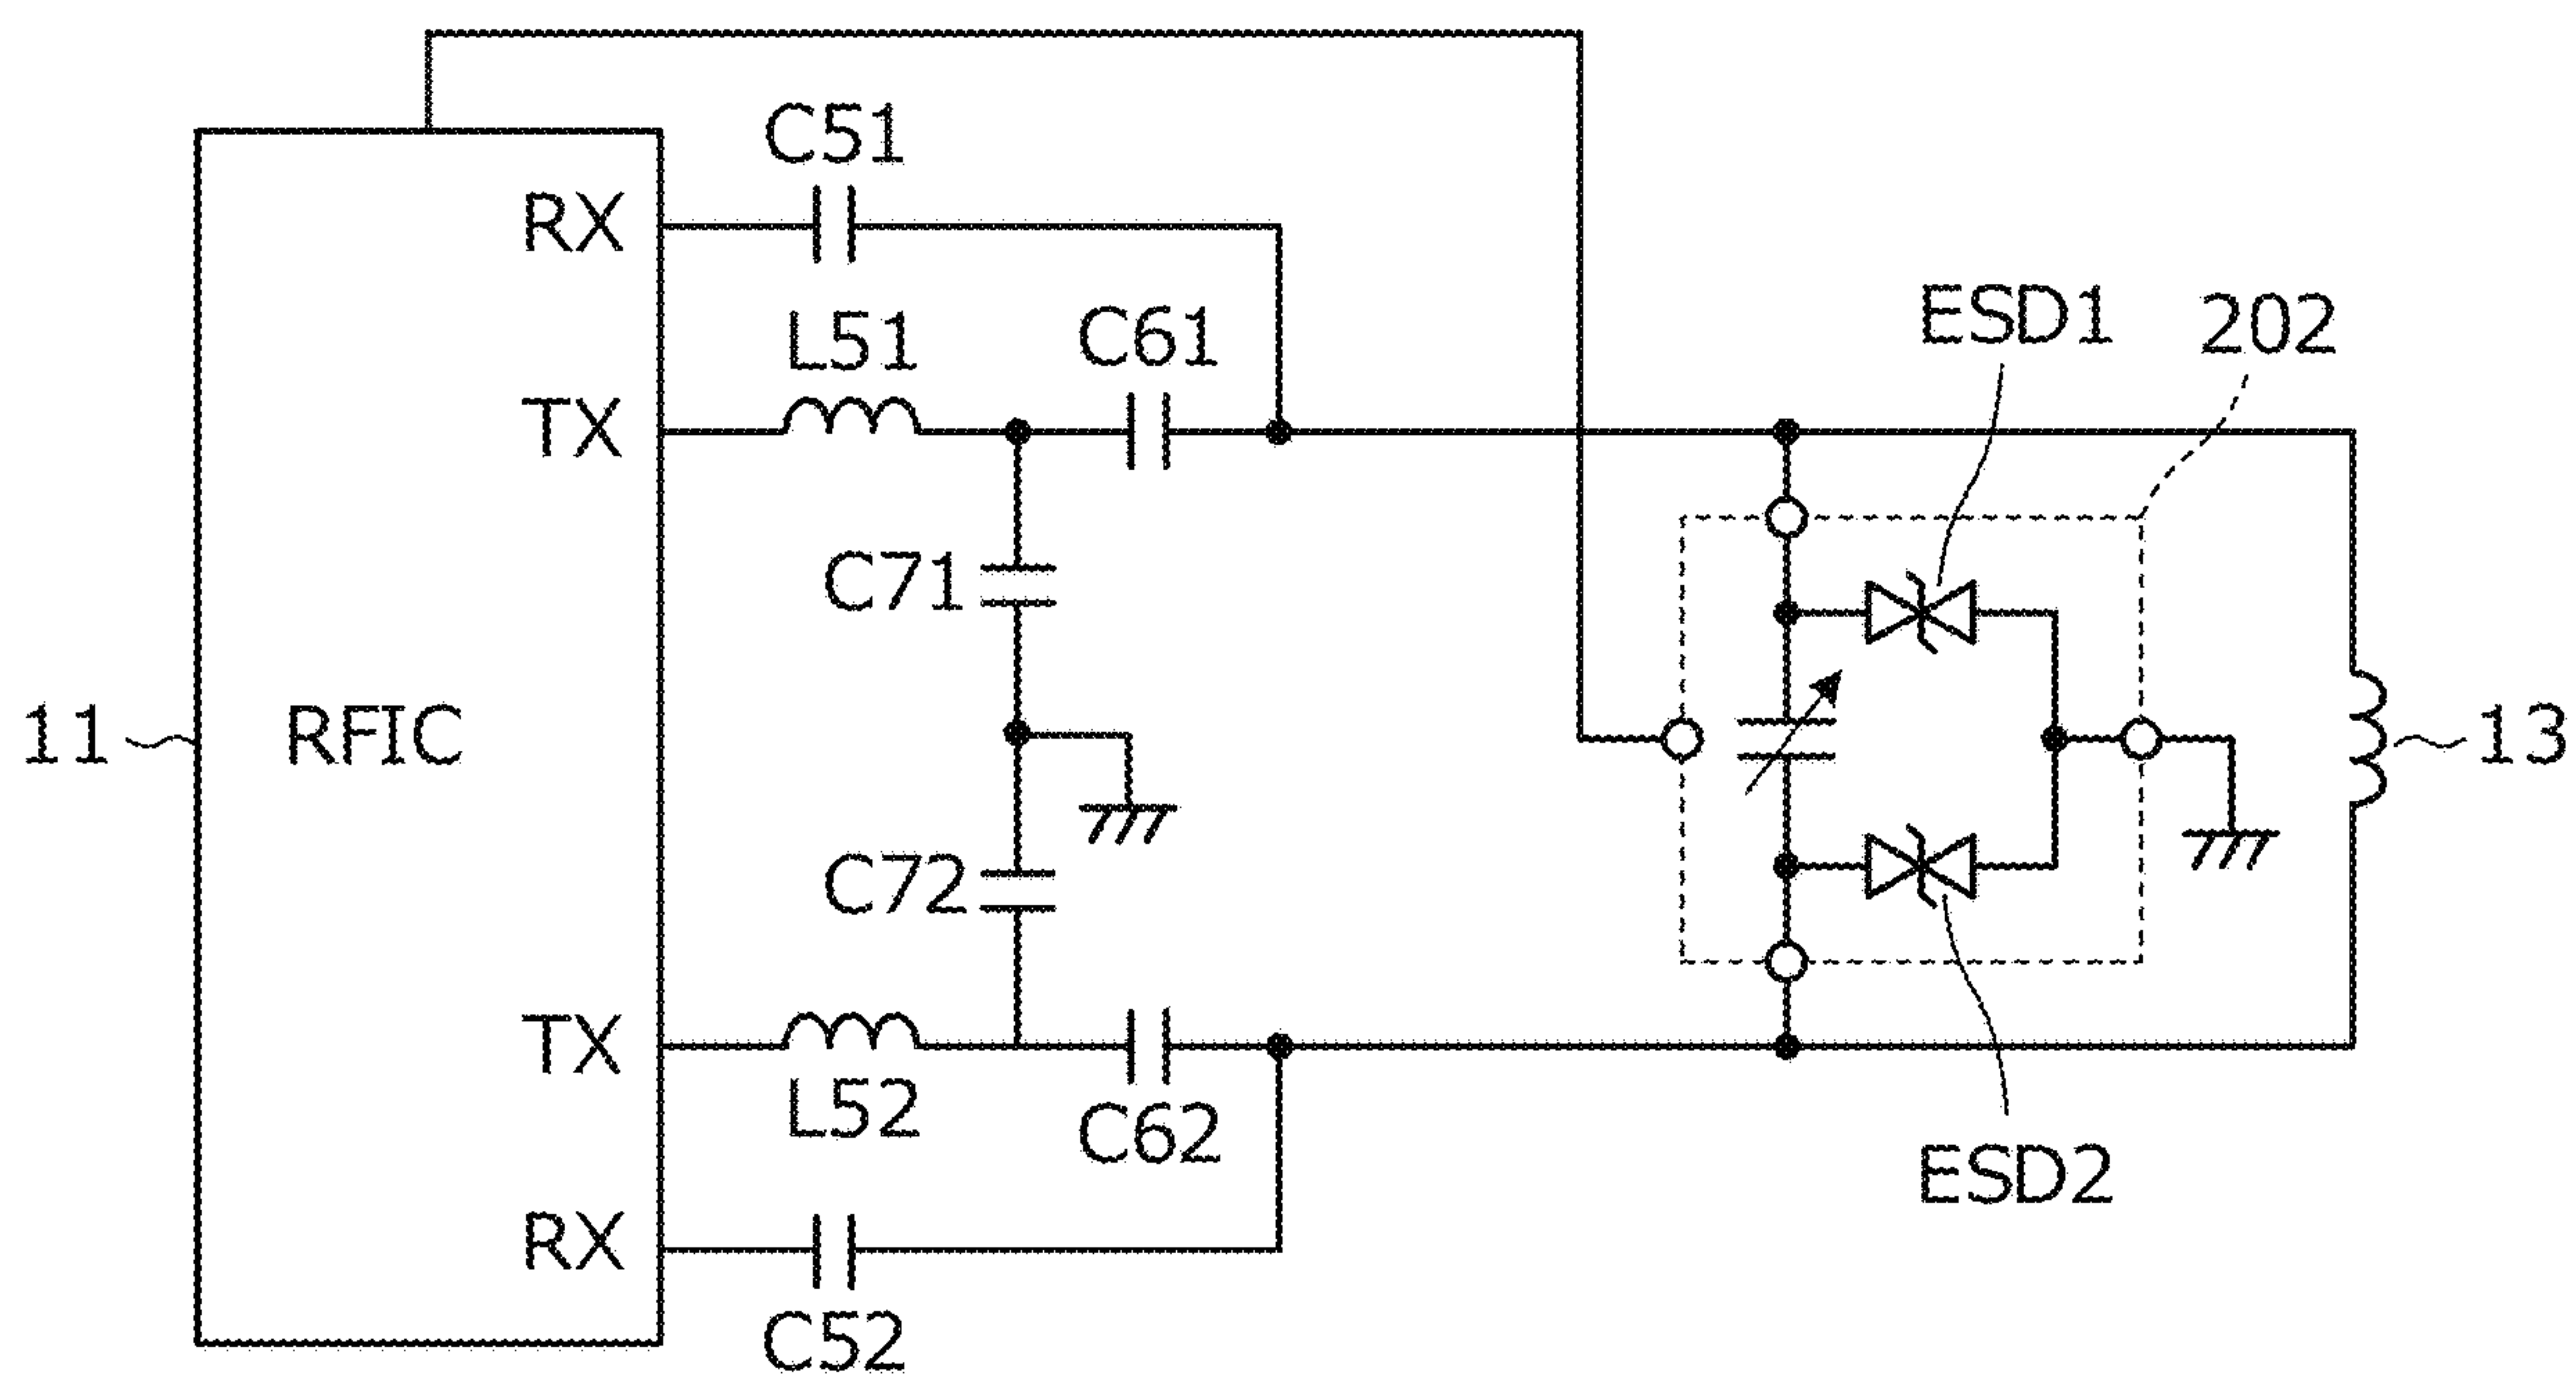 C51
RX
ESD1
202
L51
C61
TX
C71
11
RFIC
13
C72
TX
L52
C62
ESD2
RX
C52